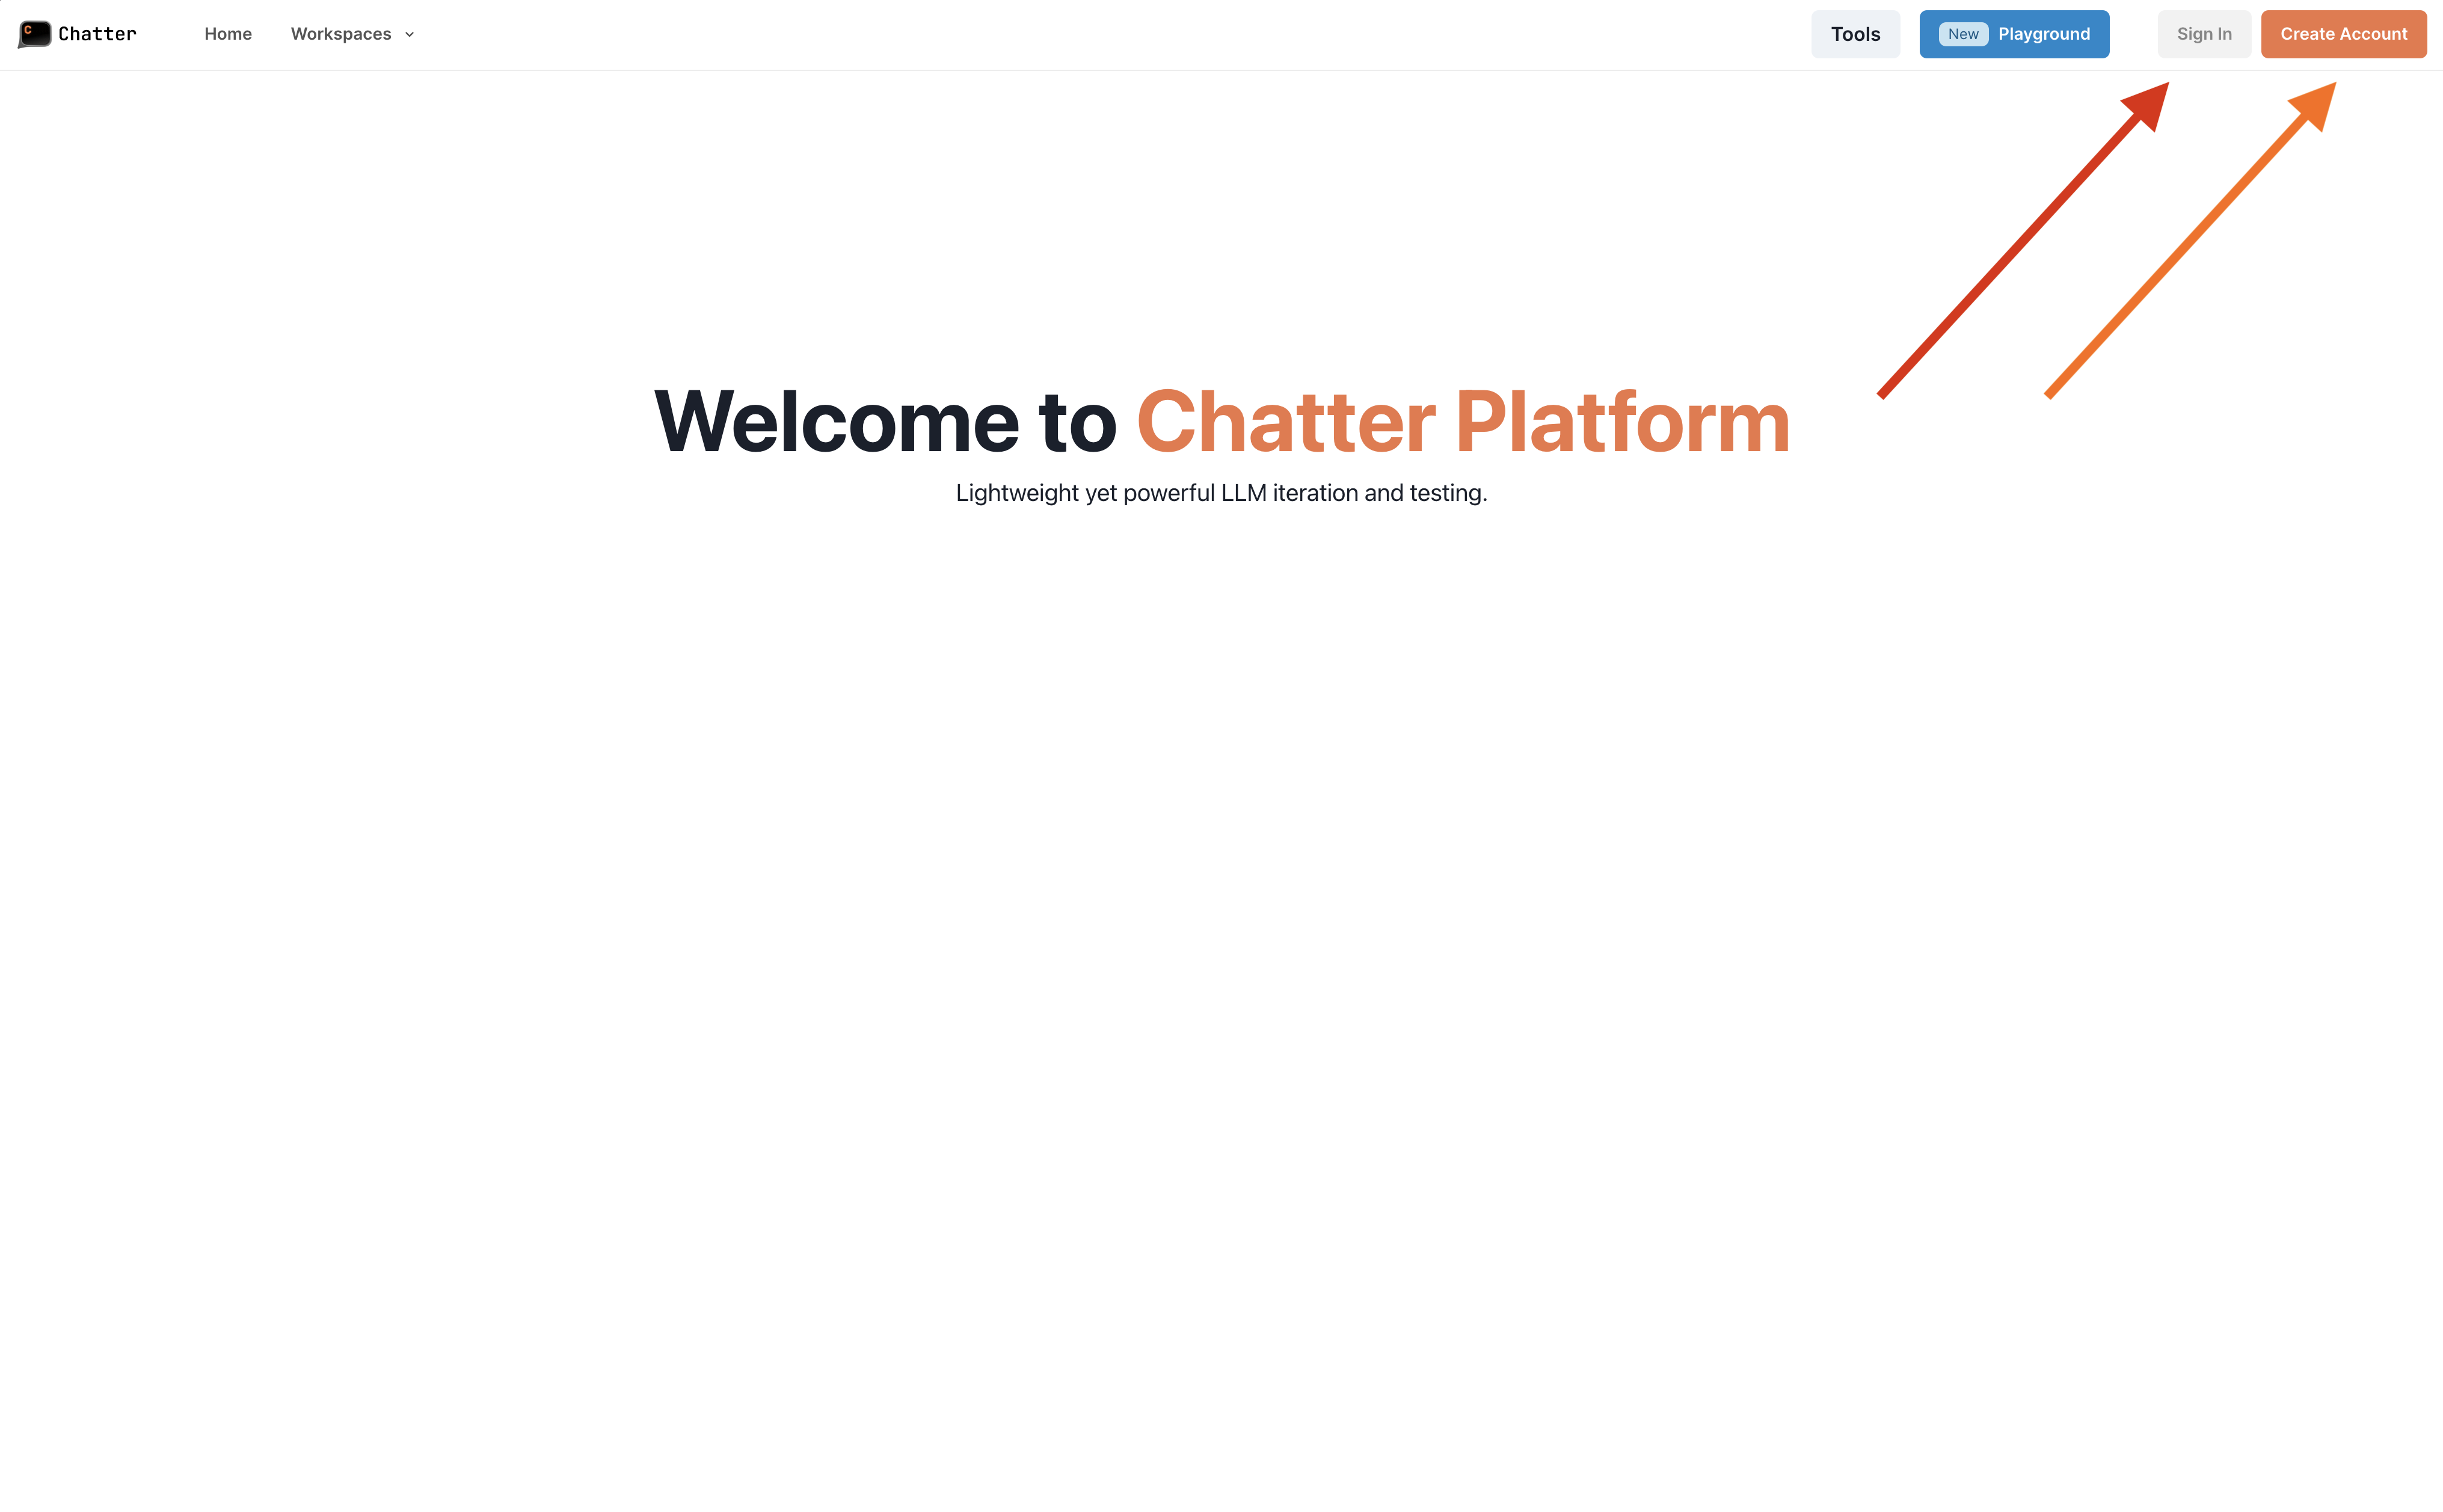 C Chatter Home Workspaces Tools New Playground Sign In Create Account
Welcome to Chatter Platform
Lightweight yet powerful LLM iteration and testing.